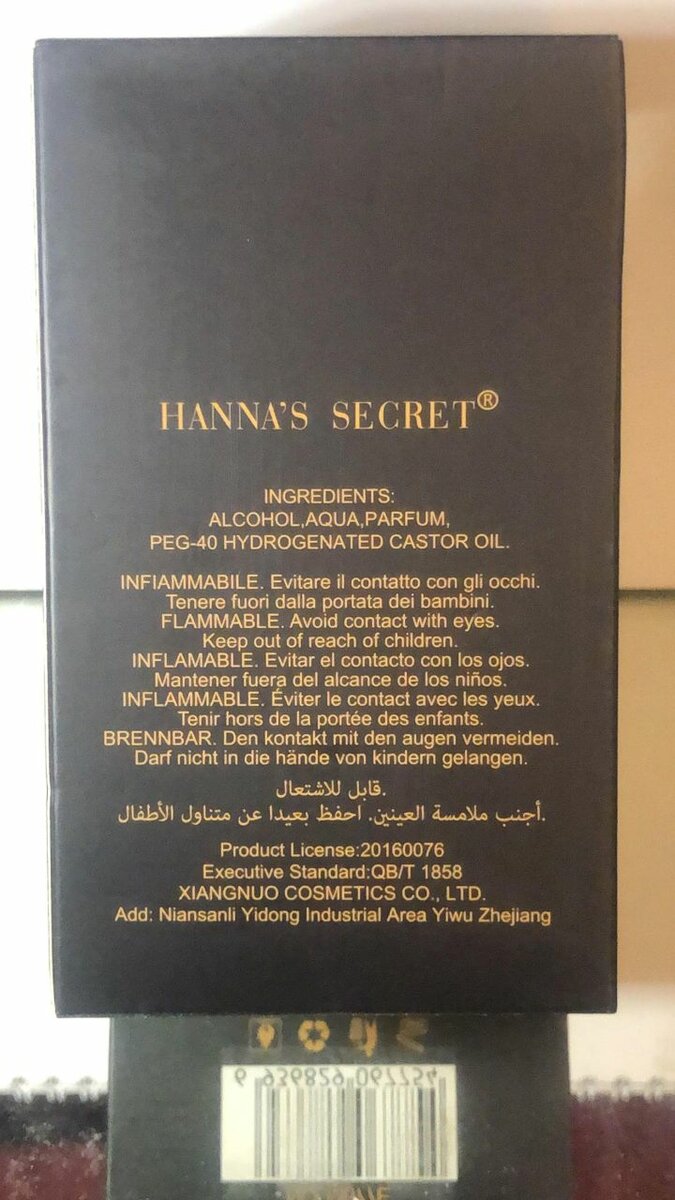 HANNA'S SECRET®
INGREDIENTS:
ALCOHOL,AQUA,PARFUM,
PEG-40 HYDROGENATED CASTOR OIL.
INFIAMMABILE. Evitare il contatto con gli occhi.
Tenere fuori dalla portata dei bambini.
FLAMMABLE. Avoid contact with eyes.
Keep out of reach of children.
INFLAMABLE. Evitar el contacto con los ojos.
Mantener fuera del alcance de los niños.
INFLAMMABLE. Éviter le contact avec les yeux.
Tenir hors de la portée des enfants.
BRENNBAR. Den kontakt mit den augen vermeiden.
Darf nicht in die hände von kindern gelangen.
قابل للاشتعال.
أجنب ملامسة العينين. احفظ بعيدا عن متناول الأطفال.
Product License:20160076
Executive Standard:QB/T 1858
XIANGNUO COSMETICS CO., LTD.
Add: Niansanli Yidong Industrial Area Yiwu Zhejiang
6 936829 067754